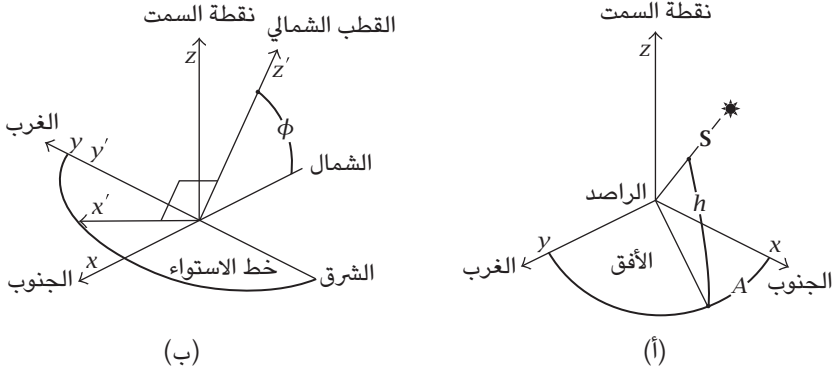 نقطة السمت
z
S
الراصد
h
y
x
الغرب
الأفق
A
الجنوب
(أ)
نقطة السمت
القطب الشمالي
z
z′
ϕ
الغرب
y
y′
الشمال
x′
x
الجنوب
خط الاستواء
الشرق
(ب)